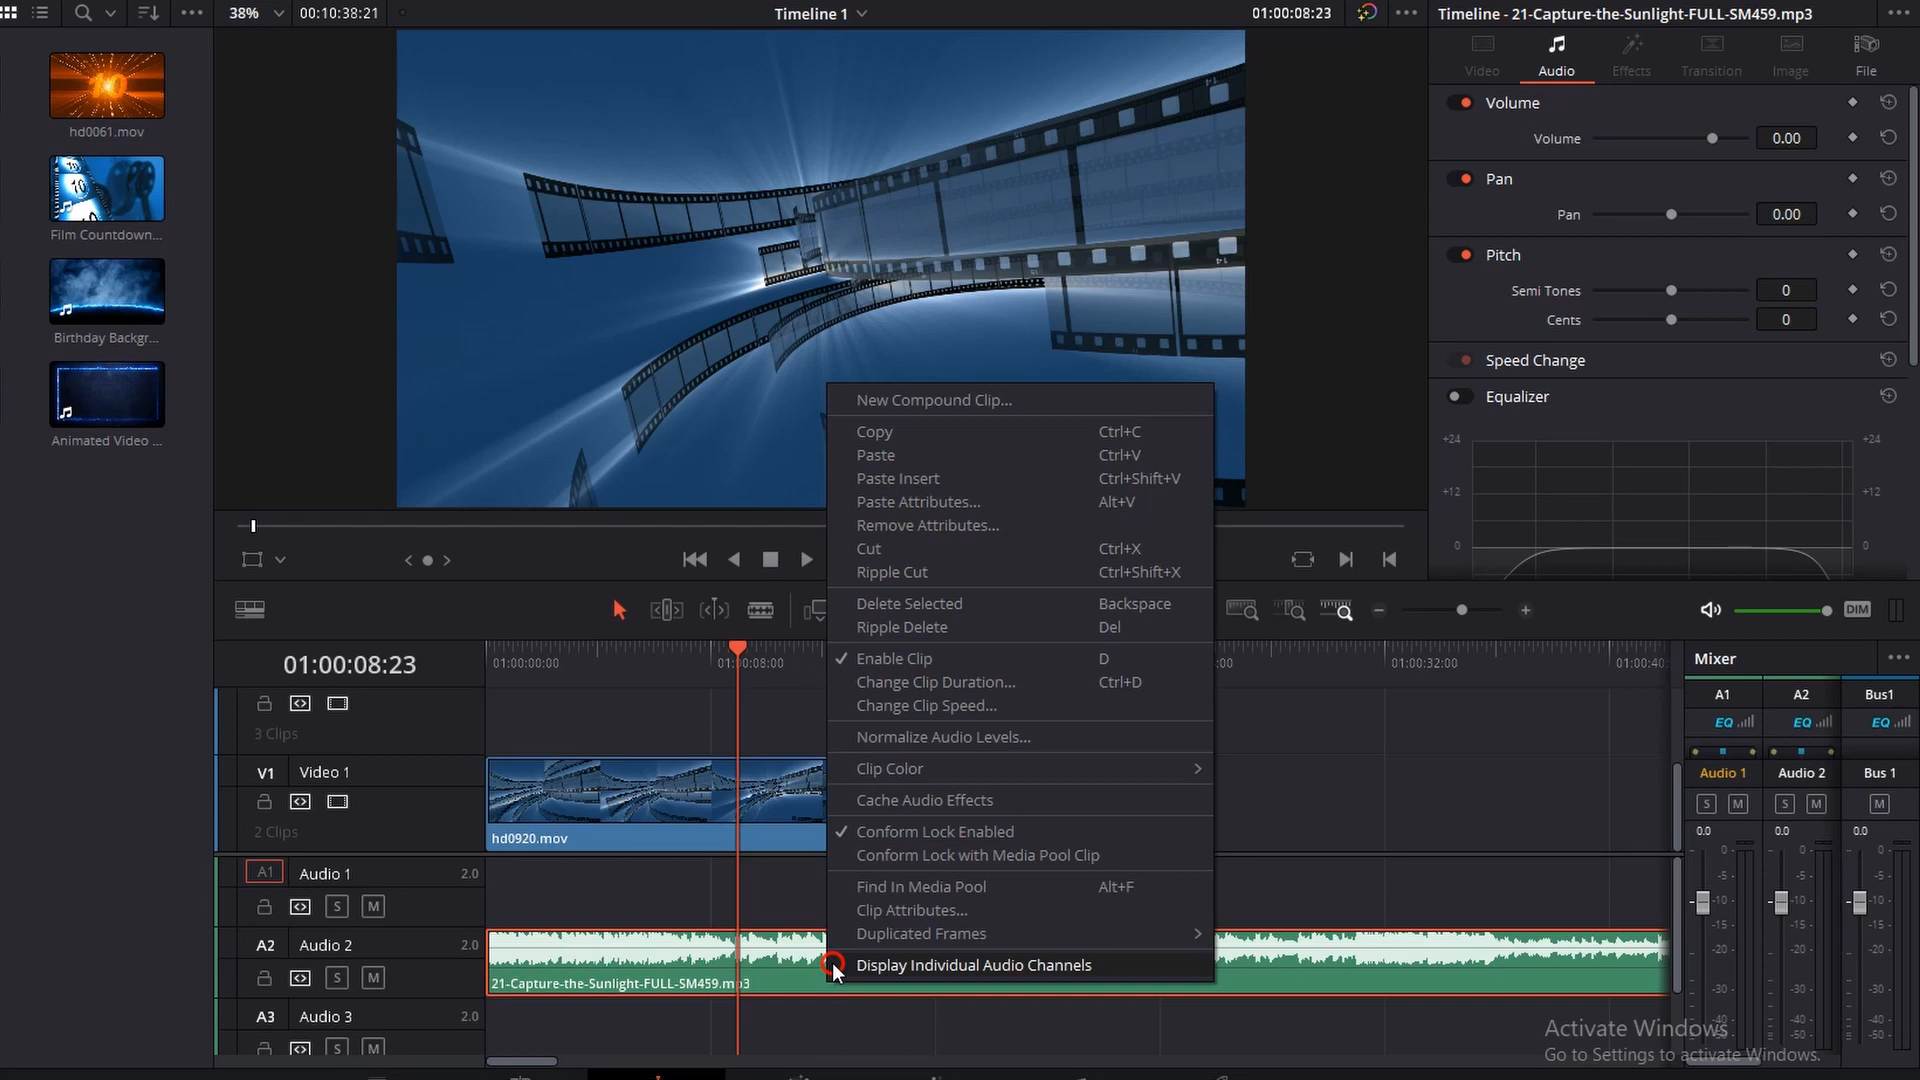 38%
00:10:38:21
Timeline 1
01:00:08:23
Timeline - 21-Capture-the-Sunlight-FULL-SM459.mp3
Video
Audio
Effects
Transition
Image
File
hd0061.mov
Film Countdown...
Birthday Backgr...
Animated Video ...
Volume
Volume 0.00
Pan
Pan 0.00
Pitch
Semi Tones 0
Cents 0
Speed Change
Equalizer
+24 +24
+12 +12
0 0
New Compound Clip...
Copy Ctrl+C
Paste Ctrl+V
Paste Insert Ctrl+Shift+V
Paste Attributes... Alt+V
Remove Attributes...
Cut Ctrl+X
Ripple Cut Ctrl+Shift+X
Delete Selected Backspace
Ripple Delete Del
Enable Clip D
Change Clip Duration... Ctrl+D
Change Clip Speed...
Normalize Audio Levels...
Clip Color
Cache Audio Effects
Conform Lock Enabled
Conform Lock with Media Pool Clip
Find In Media Pool Alt+F
Clip Attributes...
Duplicated Frames
Display Individual Audio Channels
DIM
01:00:08:23
01:00:00:00
01:00:08:00
:00
01:00:32:00
01:00:40:
3 Clips
V1 Video 1
2 Clips
hd0920.mov
A1 Audio 1 2.0
S M
A2 Audio 2 2.0
S M
21-Capture-the-Sunlight-FULL-SM459.mp3
A3 Audio 3 2.0
S M
Mixer
A1 A2 Bus1
EQ EQ EQ
Audio 1 Audio 2 Bus 1
S M S M M
0.0 0.0 0.0
0 0 0
-5 -5 -5
-10 -10 -10
-15 -15 -15
-20 -20 -20
-30 -30 -30
-40 -40 -40
-50 -50 -50
Activate Windows
Go to Settings to activate Windows.